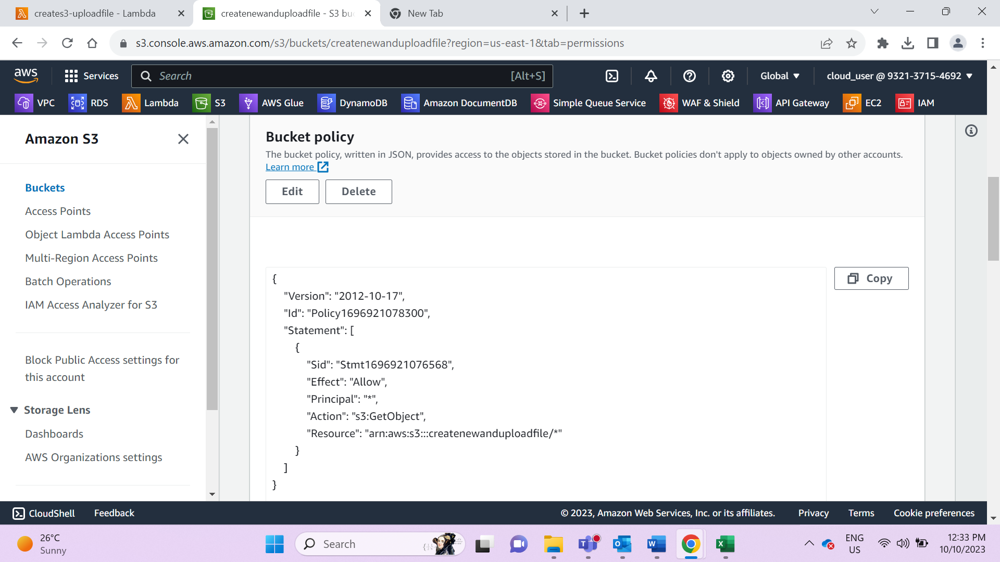 creates3-uploadfile - Lambda
createnewanduploadfile - S3 bu
New Tab
s3.console.aws.amazon.com/s3/buckets/createnewanduploadfile?region=us-east-1&tab=permissions
aws
Services
Search
[Alt+S]
Global
cloud_user @ 9321-3715-4692
VPC
RDS
Lambda
S3
AWS Glue
DynamoDB
Amazon DocumentDB
Simple Queue Service
WAF & Shield
API Gateway
EC2
IAM
Amazon S3
Buckets
Access Points
Object Lambda Access Points
Multi-Region Access Points
Batch Operations
IAM Access Analyzer for S3
Block Public Access settings for
this account
Storage Lens
Dashboards
AWS Organizations settings
Bucket policy
The bucket policy, written in JSON, provides access to the objects stored in the bucket. Bucket policies don't apply to objects owned by other accounts.
Learn more
Edit
Delete
Copy
{
"Version": "2012-10-17",
"Id": "Policy1696921078300",
"Statement": [
{
"Sid": "Stmt1696921076568",
"Effect": "Allow",
"Principal": "*",
"Action": "s3:GetObject",
"Resource": "arn:aws:s3:::createnewanduploadfile/*"
}
]
}
CloudShell
Feedback
© 2023, Amazon Web Services, Inc. or its affiliates.
Privacy
Terms
Cookie preferences
26°C
Sunny
Search
ENG
US
12:33 PM
10/10/2023